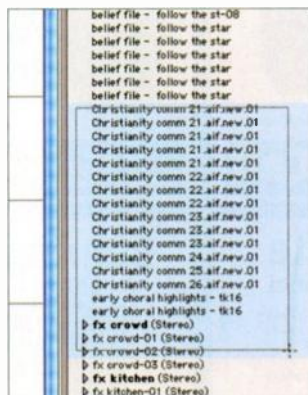 belief file - follow the st-08
belief file - follow the star
belief file - follow the star
belief file - follow the star
belief file - follow the star
belief file - follow the star
belief file - follow the star
Christianity comm 21.aif.new.01
Christianity comm 21.aif.new.01
Christianity comm 21.aif.new.01
Christianity comm 21.aif.new.01
Christianity comm 21.aif.new.01
Christianity comm 22.aif.new.01
Christianity comm 22.aif.new.01
Christianity comm 22.aif.new.01
Christianity comm 23.aif.new.01
Christianity comm 23.aif.new.01
Christianity comm 23.aif.new.01
Christianity comm 24.aif.new.01
Christianity comm 25.aif.new.01
Christianity comm 26.aif.new.01
early choral highlights - tk16
early choral highlights - tk16
fx crowd (Stereo)
fx crowd-01 (Stereo)
fx crowd-02 (Stereo)
fx crowd-03 (Stereo)
fx kitchen (Stereo)
fx kitchen-01 (Stereo)